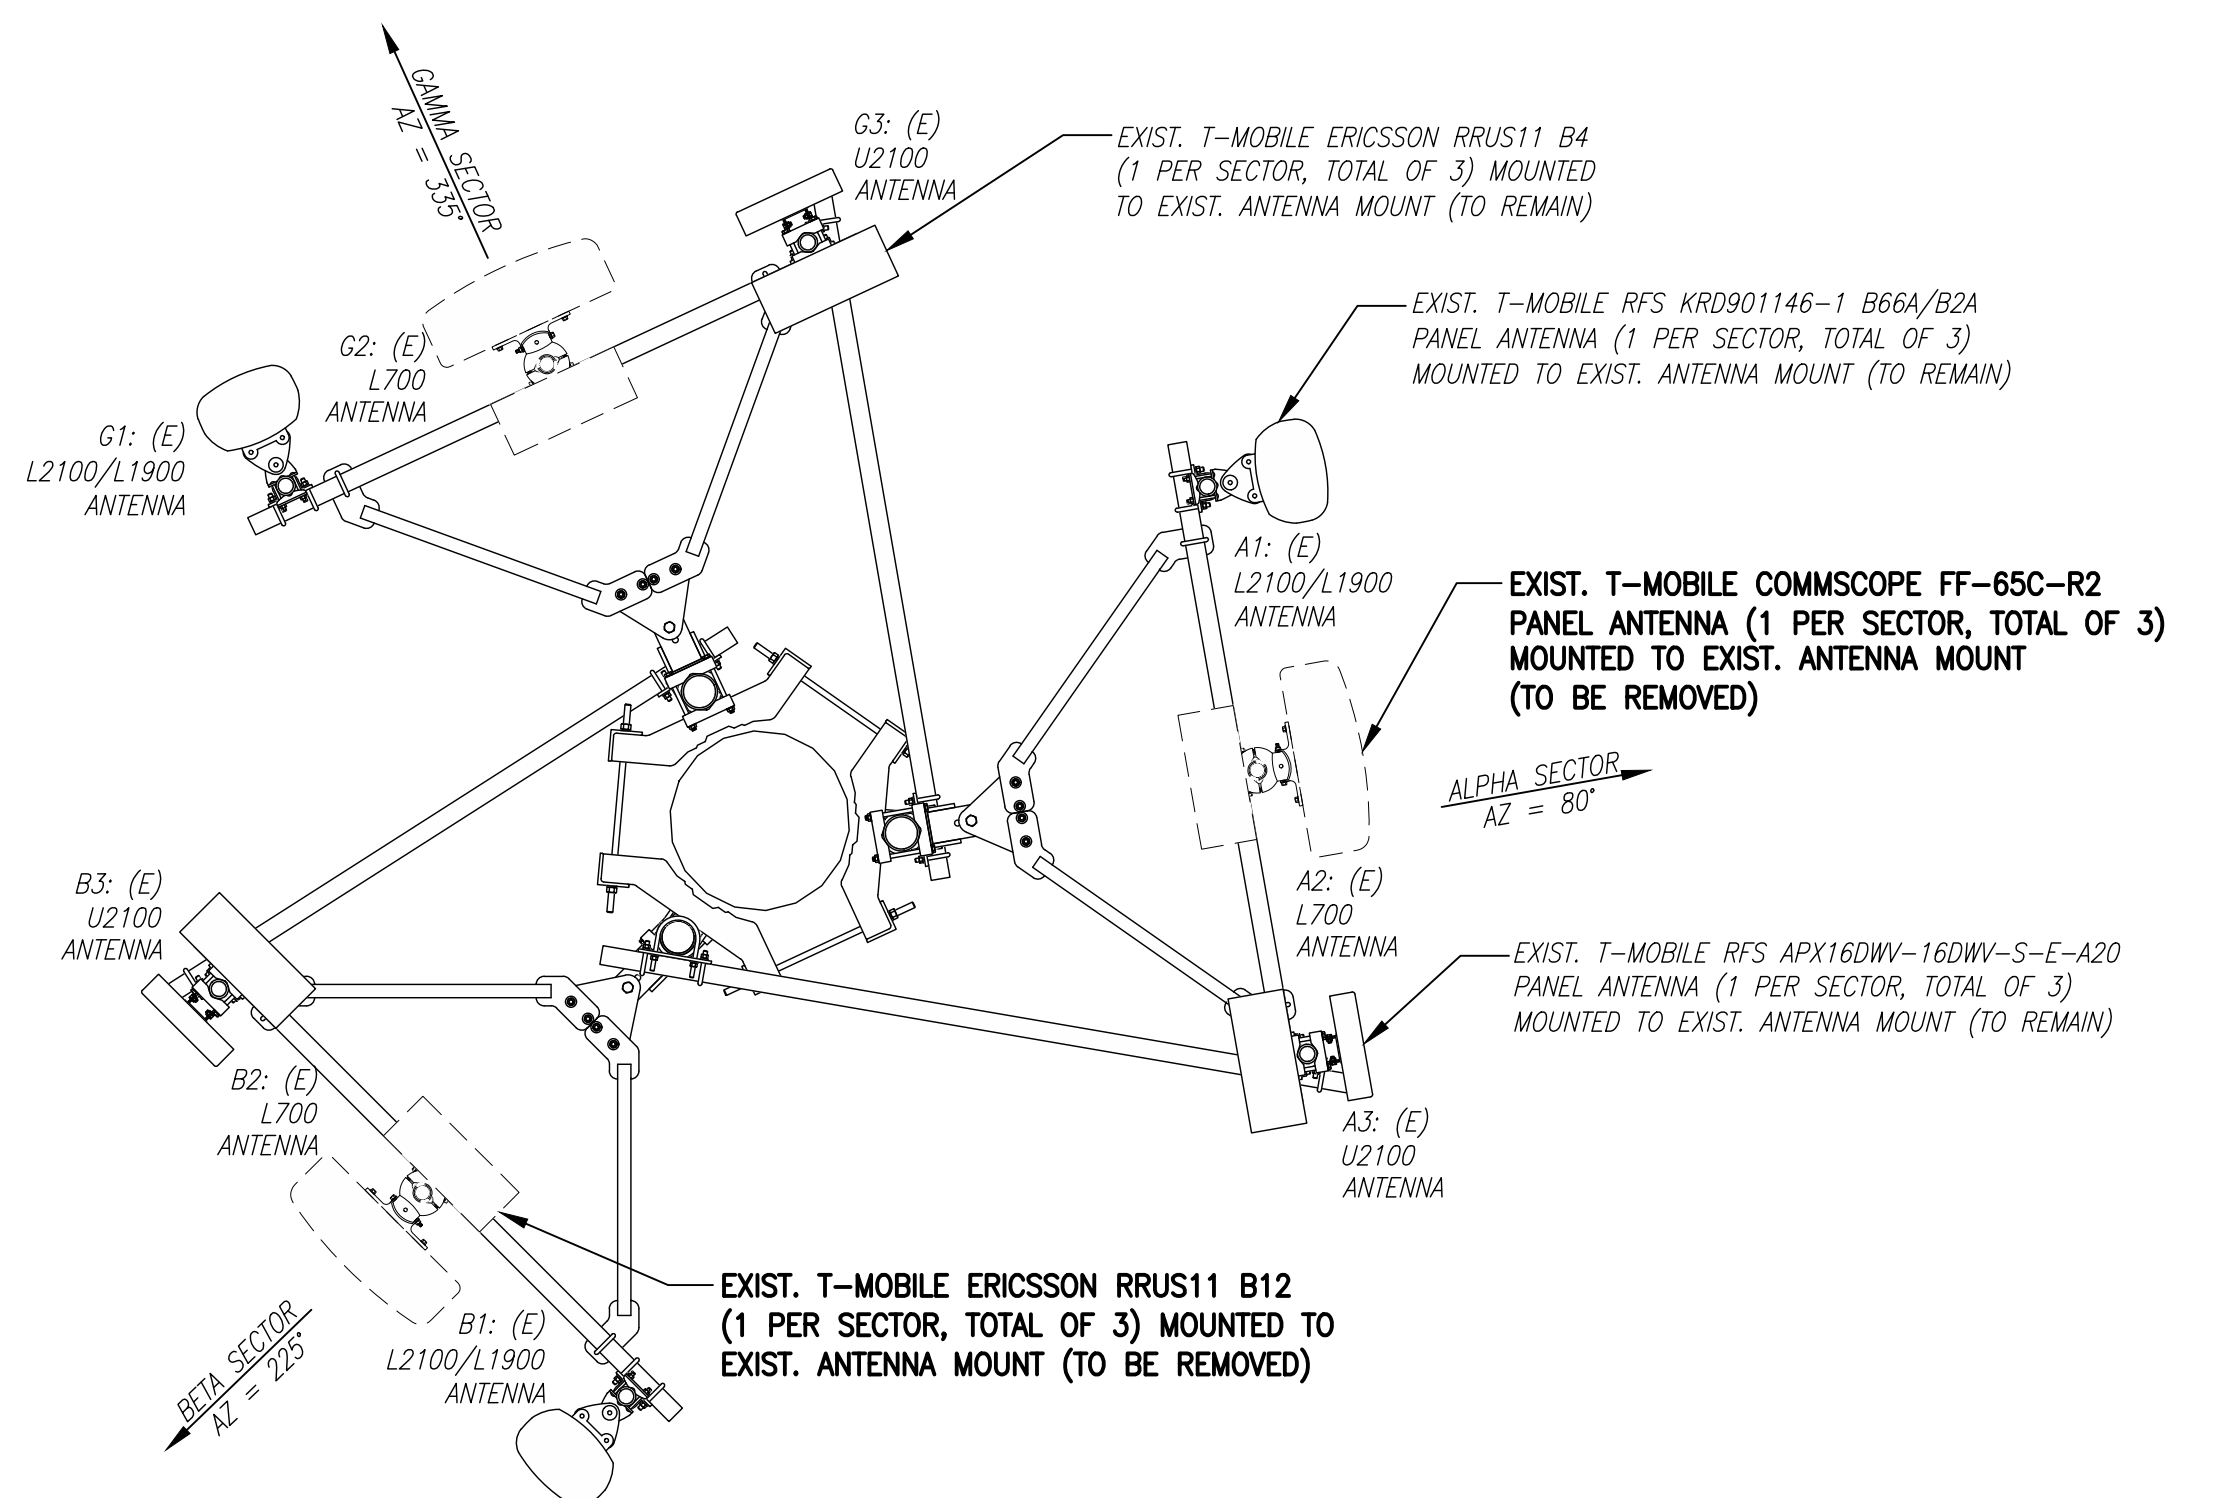 GAMMA SECTOR
AZ = 335°
G3: (E)
U2100
ANTENNA
EXIST. T-MOBILE ERICSSON RRUS11 B4
(1 PER SECTOR, TOTAL OF 3) MOUNTED
TO EXIST. ANTENNA MOUNT (TO REMAIN)
EXIST. T-MOBILE RFS KRD901146-1 B66A/B2A
PANEL ANTENNA (1 PER SECTOR, TOTAL OF 3)
MOUNTED TO EXIST. ANTENNA MOUNT (TO REMAIN)
G2: (E)
L700
ANTENNA
G1: (E)
L2100/L1900
ANTENNA
A1: (E)
L2100/L1900
ANTENNA
EXIST. T-MOBILE COMMSCOPE FF-65C-R2
PANEL ANTENNA (1 PER SECTOR, TOTAL OF 3)
MOUNTED TO EXIST. ANTENNA MOUNT
(TO BE REMOVED)
ALPHA SECTOR
AZ = 80°
A2: (E)
L700
ANTENNA
B3: (E)
U2100
ANTENNA
EXIST. T-MOBILE RFS APX16DWV-16DWV-S-E-A20
PANEL ANTENNA (1 PER SECTOR, TOTAL OF 3)
MOUNTED TO EXIST. ANTENNA MOUNT (TO REMAIN)
B2: (E)
L700
ANTENNA
A3: (E)
U2100
ANTENNA
EXIST. T-MOBILE ERICSSON RRUS11 B12
(1 PER SECTOR, TOTAL OF 3) MOUNTED TO
EXIST. ANTENNA MOUNT (TO BE REMOVED)
B1: (E)
L2100/L1900
ANTENNA
BETA SECTOR
AZ = 225°